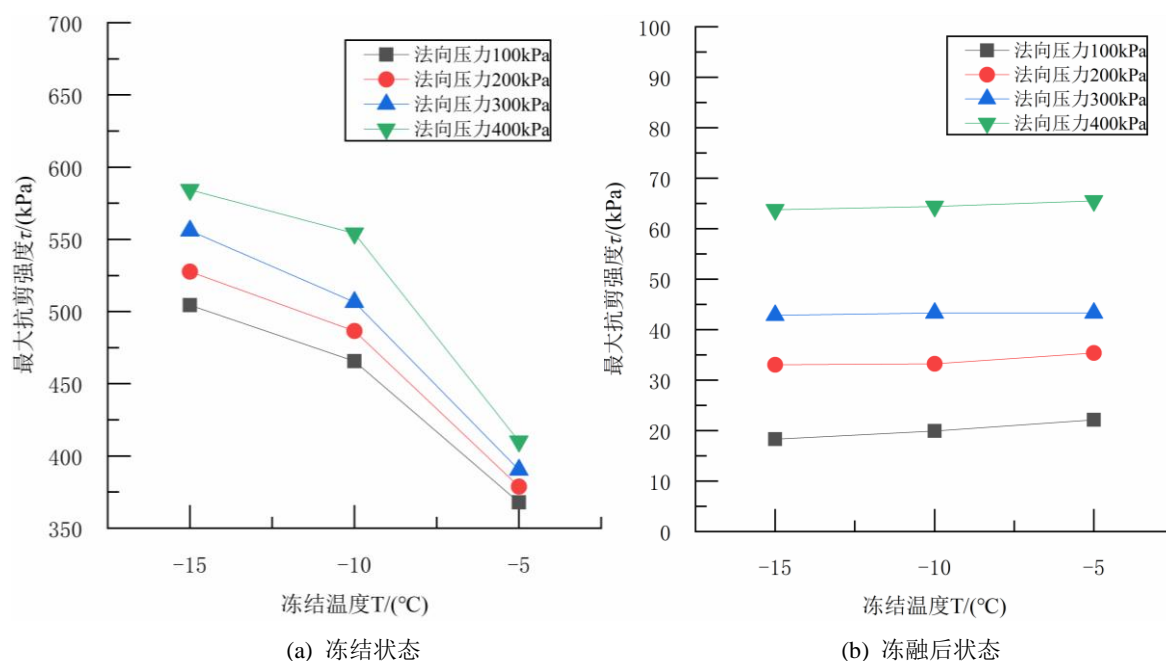 700
650
600
550
500
450
400
350
最大抗剪强度τ/(kPa)
法向压力100kPa
法向压力200kPa
法向压力300kPa
法向压力400kPa
-15
-10
-5
冻结温度T/(℃)
(a) 冻结状态
100
90
80
70
60
50
40
30
20
10
0
最大抗剪强度τ/(kPa)
法向压力100kPa
法向压力200kPa
法向压力300kPa
法向压力400kPa
-15
-10
-5
冻结温度T/(℃)
(b) 冻融后状态